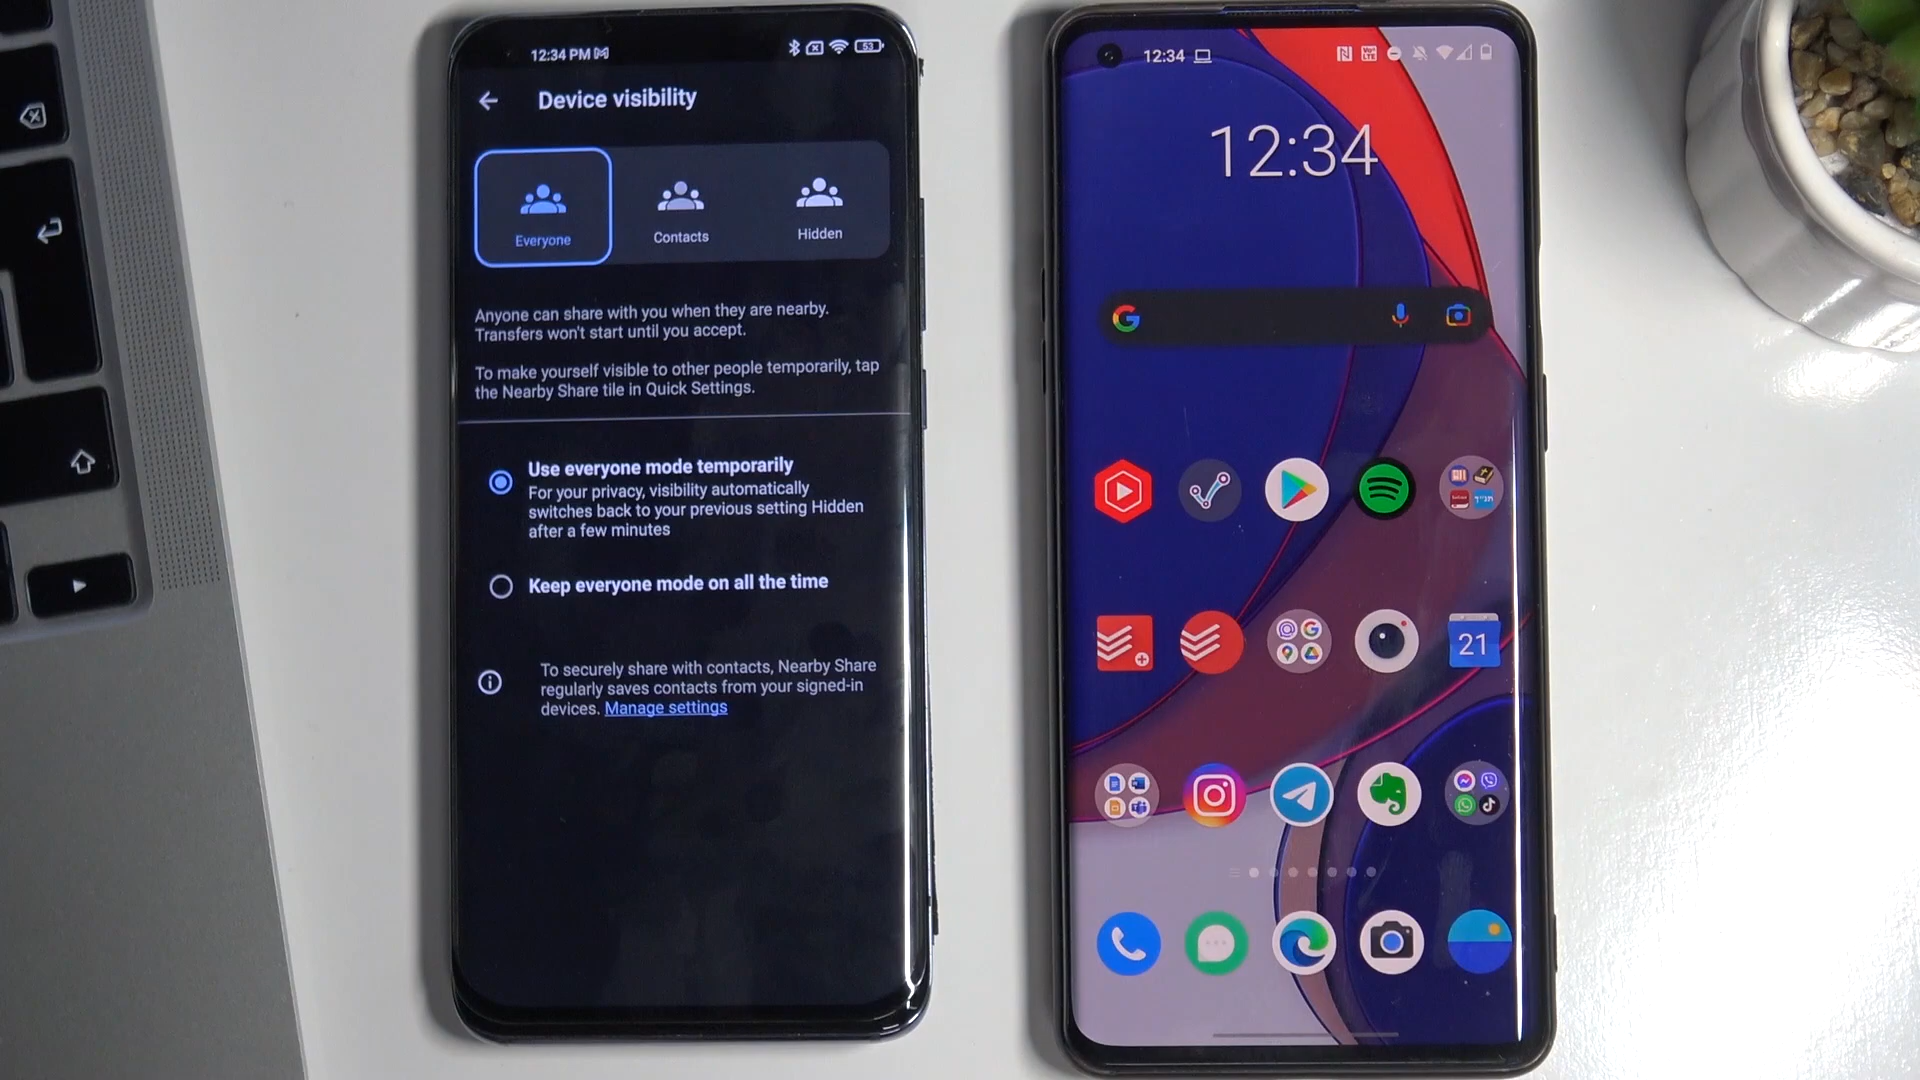 12:34 PM
53
Device visibility
Everyone
Contacts
Hidden
Anyone can share with you when they are nearby.
Transfers won't start until you accept.
To make yourself visible to other people temporarily, tap
the Nearby Share tile in Quick Settings.
Use everyone mode temporarily
For your privacy, visibility automatically
switches back to your previous setting Hidden
after a few minutes
Keep everyone mode on all the time
To securely share with contacts, Nearby Share
regularly saves contacts from your signed-in
devices. Manage settings
12:34
12:34
21